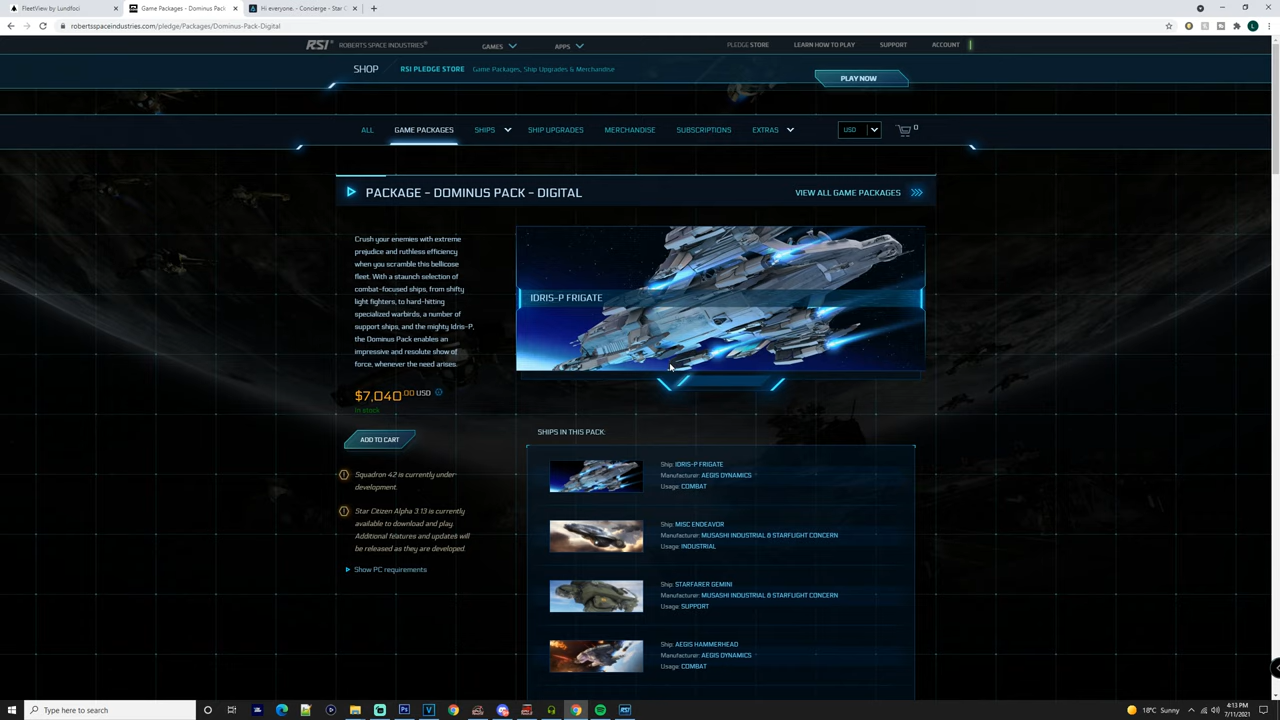 FleetView by Lundfoci
Game Packages - Dominus Pack
Hi everyone. - Concierge - Star C
robertsspaceindustries.com/pledge/Packages/Dominus-Pack-Digital
RSI ROBERTS SPACE INDUSTRIES®
GAMES
APPS
PLEDGE STORE
LEARN HOW TO PLAY
SUPPORT
ACCOUNT
SHOP
RSI PLEDGE STORE
Game Packages, Ship Upgrades & Merchandise
PLAY NOW
ALL
GAME PACKAGES
SHIPS
SHIP UPGRADES
MERCHANDISE
SUBSCRIPTIONS
EXTRAS
USD
0
PACKAGE - DOMINUS PACK - DIGITAL
VIEW ALL GAME PACKAGES
Crush your enemies with extreme
prejudice and ruthless efficiency
when you scramble this bellicose
fleet. With a staunch selection of
combat-focused ships, from shifty
light fighters, to hard-hitting
specialized warbirds, a number of
support ships, and the mighty Idris-P,
the Dominus Pack enables an
impressive and resolute show of
force, whenever the need arises.
IDRIS-P FRIGATE
$7,040.00 USD
In stock
ADD TO CART
Squadron 42 is currently under
development.
Star Citizen Alpha 3.13 is currently
available to download and play.
Additional features and updates will
be released as they are developed.
Show PC requirements
SHIPS IN THIS PACK:
Ship: IDRIS-P FRIGATE
Manufacturer: AEGIS DYNAMICS
Usage: COMBAT
Ship: MISC ENDEAVOR
Manufacturer: MUSASHI INDUSTRIAL & STARFLIGHT CONCERN
Usage: INDUSTRIAL
Ship: STARFARER GEMINI
Manufacturer: MUSASHI INDUSTRIAL & STARFLIGHT CONCERN
Usage: SUPPORT
Ship: AEGIS HAMMERHEAD
Manufacturer: AEGIS DYNAMICS
Usage: COMBAT
Type here to search
18°C Sunny
4:13 PM
7/11/2021